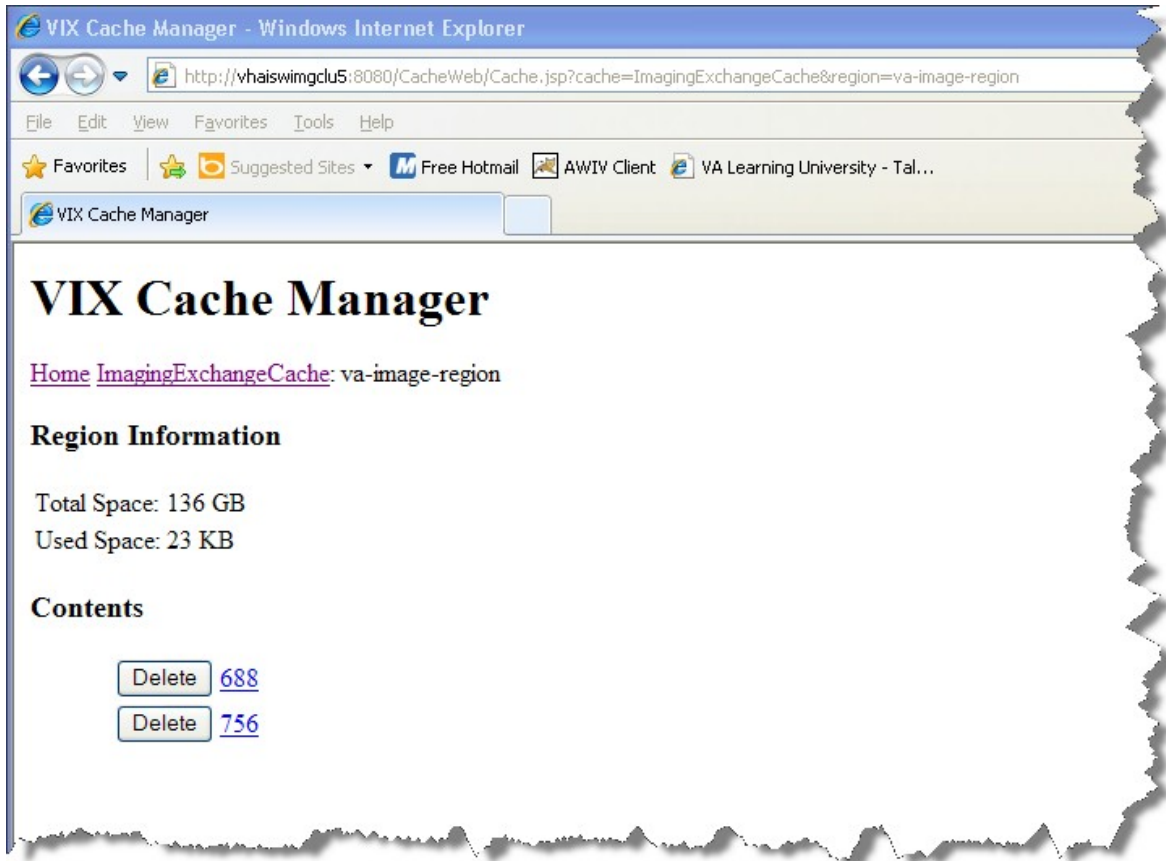 VIX Cache Manager - Windows Internet Explorer
http://vhaiswimgclu5:8080/CacheWeb/Cache.jsp?cache=ImagingExchangeCache&region=va-image-region
File Edit View Favorites Tools Help
Favorites Suggested Sites Free Hotmail AWIV Client VA Learning University - Tal...
VIX Cache Manager
VIX Cache Manager
Home ImagingExchangeCache: va-image-region
Region Information
Total Space: 136 GB
Used Space: 23 KB
Contents
Delete 688
Delete 756